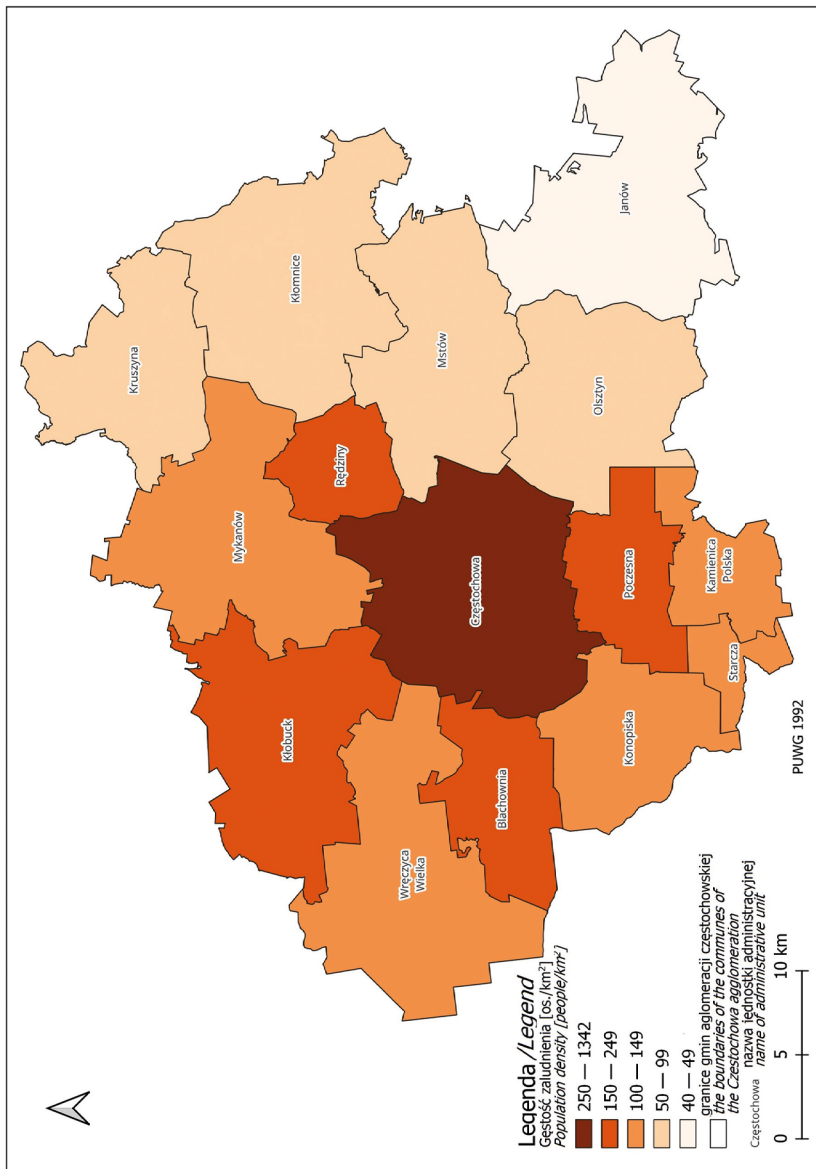 Kruszyna
Kłomnice
Mykanów
Rędziny
Mstów
Janów
Kłobuck
Częstochowa
Olsztyn
Wręczyca
Wielka
Blachownia
Poczesna
Konopiska
Kamienica
Polska
Starcza
PUWG 1992
Legenda /Legend
Gęstość zaludnienia [os./km²]
Population density [people/km²]
250 — 1342
150 — 249
100 — 149
50 — 99
40 — 49
granice gmin aglomeracji częstochowskiej
the boundaries of the communes of
the Czestochowa agglomeration
Częstochowa nazwa jednostki administracyjnej
name of administrative unit
0 5 10 km